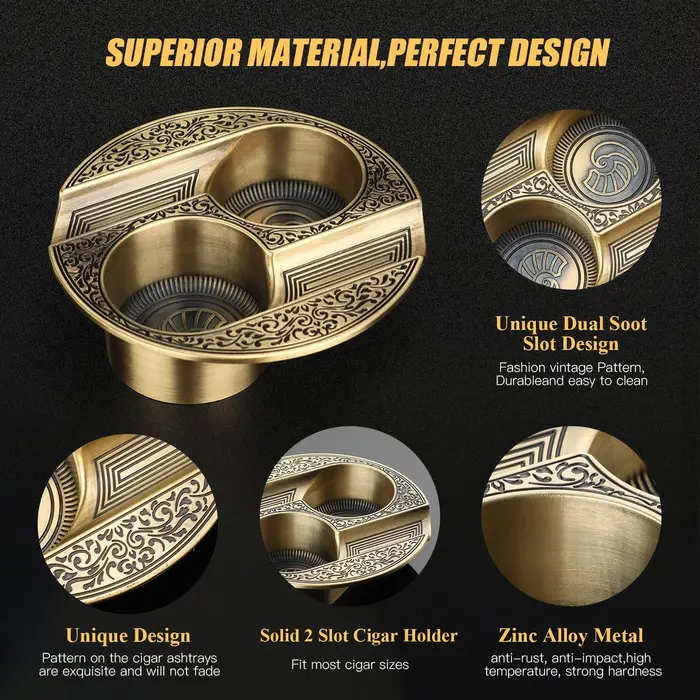 SUPERIOR MATERIAL,PERFECT DESIGN
Unique Dual Soot
Slot Design
Fashion vintage Pattern,
Durableand easy to clean
Unique Design
Pattern on the cigar ashtrays
are exquisite and will not fade
Solid 2 Slot Cigar Holder
Fit most cigar sizes
Zinc Alloy Metal
anti-rust, anti-impact,high
temperature, strong hardness